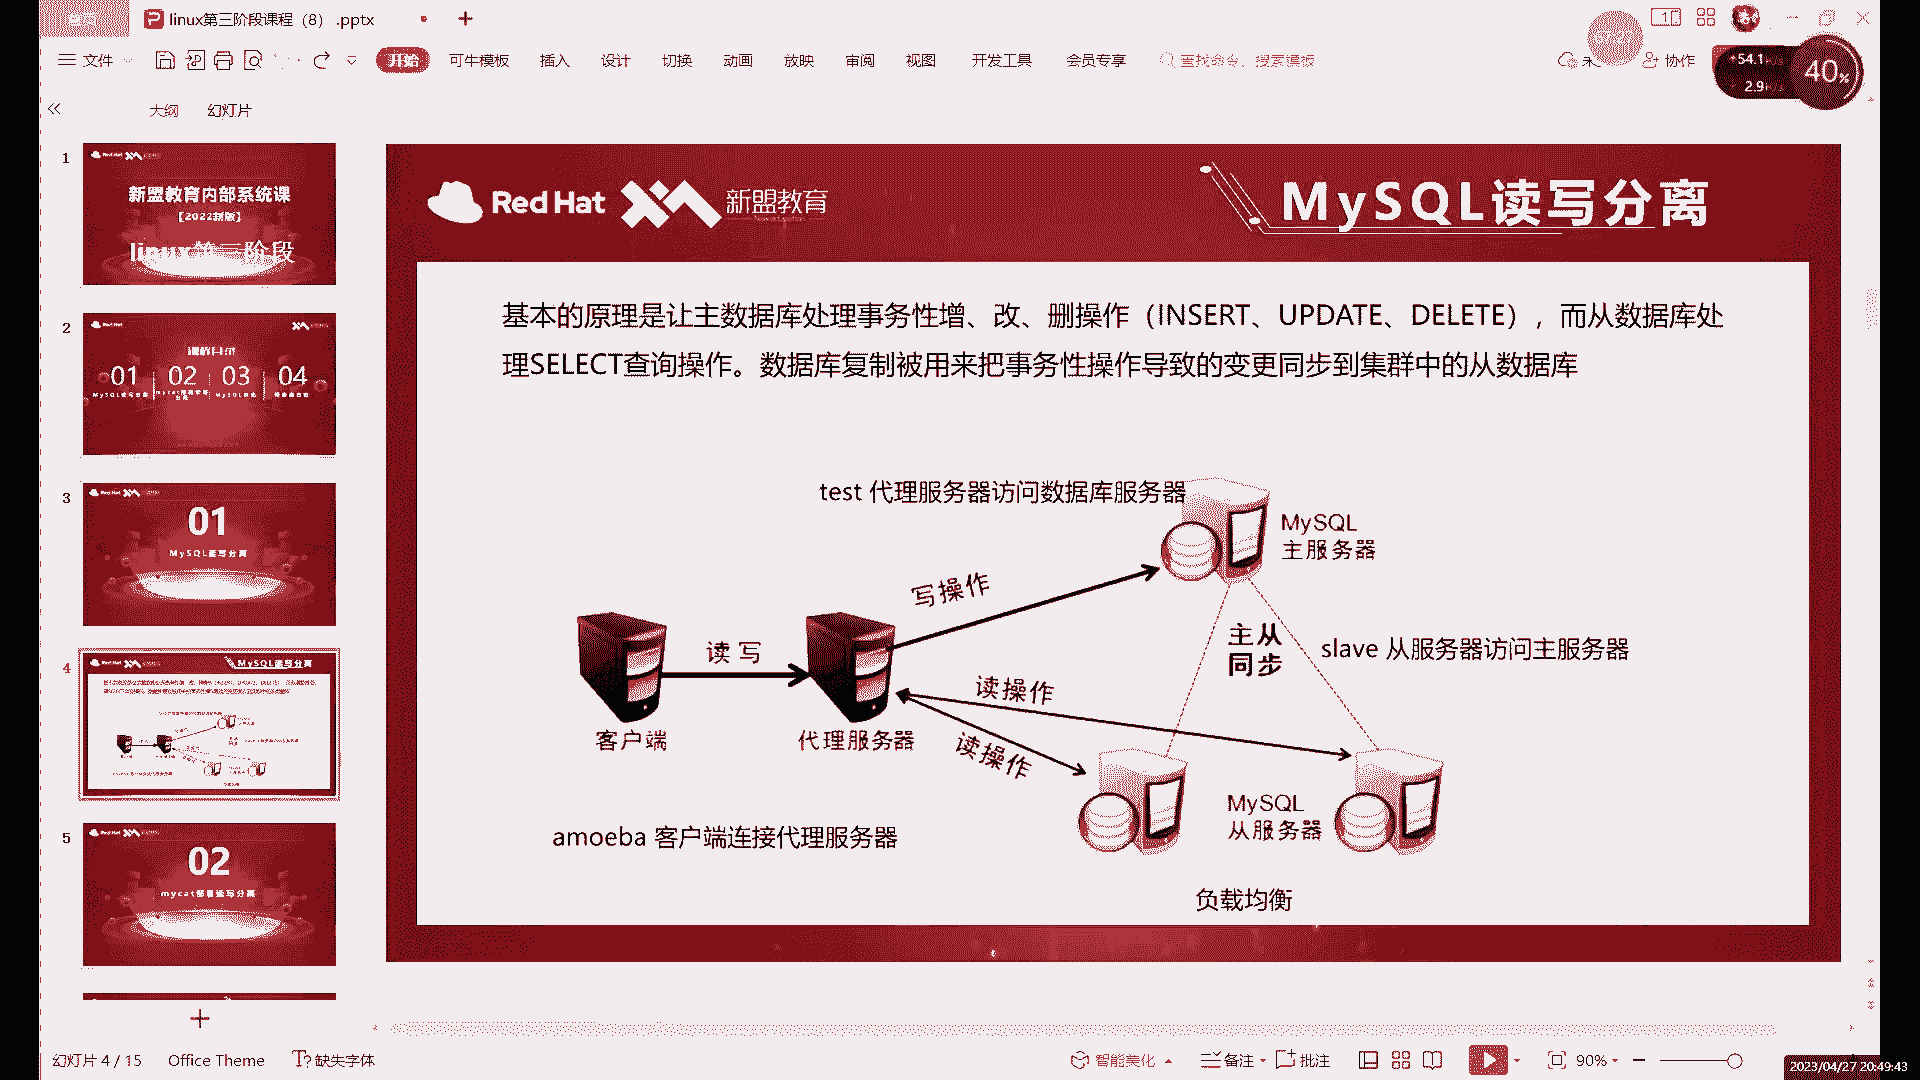 linux第三阶段课程（8）.pptx
文件
开始
可牛模板
插入
设计
切换
动画
放映
审阅
视图
开发工具
会员专享
查找命令、搜索模板
协作
54.1
2.9
40%
大纲
幻灯片
1
新盟教育内部系统课
【2022新版】
linux第三阶段
2
课程目录
01
02
03
04
3
01
MySQL读写分离
4
MySQL读写分离
5
02
mycat部署读写分离
Red Hat
新盟教育
MySQL读写分离
基本的原理是让主数据库处理事务性增、改、删操作（INSERT、UPDATE、DELETE），而从数据库处
理SELECT查询操作。数据库复制被用来把事务性操作导致的变更同步到集群中的从数据库
test 代理服务器访问数据库服务器
MySQL
主服务器
写操作
读 写
主从
同步
slave 从服务器访问主服务器
读操作
客户端
代理服务器
读操作
MySQL
从服务器
amoeba 客户端连接代理服务器
负载均衡
幻灯片 4 / 15
Office Theme
缺失字体
智能美化
备注
批注
90%
2023/04/27 20:49:43